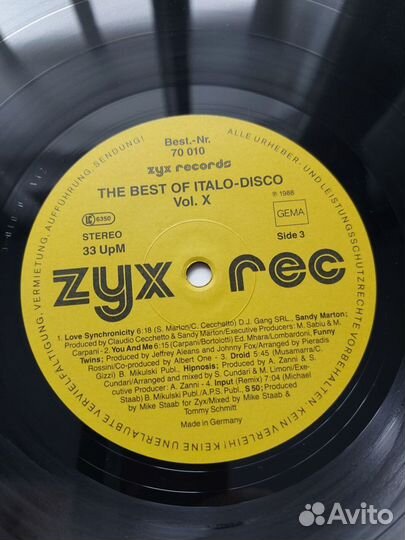 Best.-Nr.
70 010
zyx records
THE BEST OF ITALO-DISCO
Vol. X
LC 6350
STEREO
33 UpM
℗ 1988
GEMA
Side 3
zyx rec
1. Love Synchronicity 6:18 (S. Marlon/C. Cecchetto) D.J. Gang SRL., Sandy Marton;
Produced by Claudio Cecchetto & Sandy Marton/Executive Producers: M. Sabiu & M.
Carpani - 2. You And Me 6:15 (Carpani/Bortolotti) Ed. Mhara/Lombardoni, Funny
Twins; Produced by Jeffrey Aleans and Johnny Fox/Arranged by Pieradis
Rossini/Co-produced by Albert One - 3. Droid 5:45 (Musamarra/C.
Gizzi) B. Mikulski Publ., Hipnosis; Produced by A. Zanni & S.
Cundari/Arranged and mixed by S. Cundari & M. Limoni/Exe-
cutive Producer: A. Zanni - 4. Input (Remix) 7:04 (Michael
Staab) B. Mikulski Publ./A.P.S. Publ., S 50; Produced
by Mike Staab for Zyx/Mixed by Mike Staab &
Tommy Schmitt
Made in Germany
ALLE URHEBER- UND LEISTUNGSSCHUTZRECHTE VORBEHALTEN. KEIN VERLEIH! KEINE UNERLAUBTE VERVIELFÄLTIGUNG, VERMIETUNG, AUFFÜHRUNG, SENDUNG!
Avito